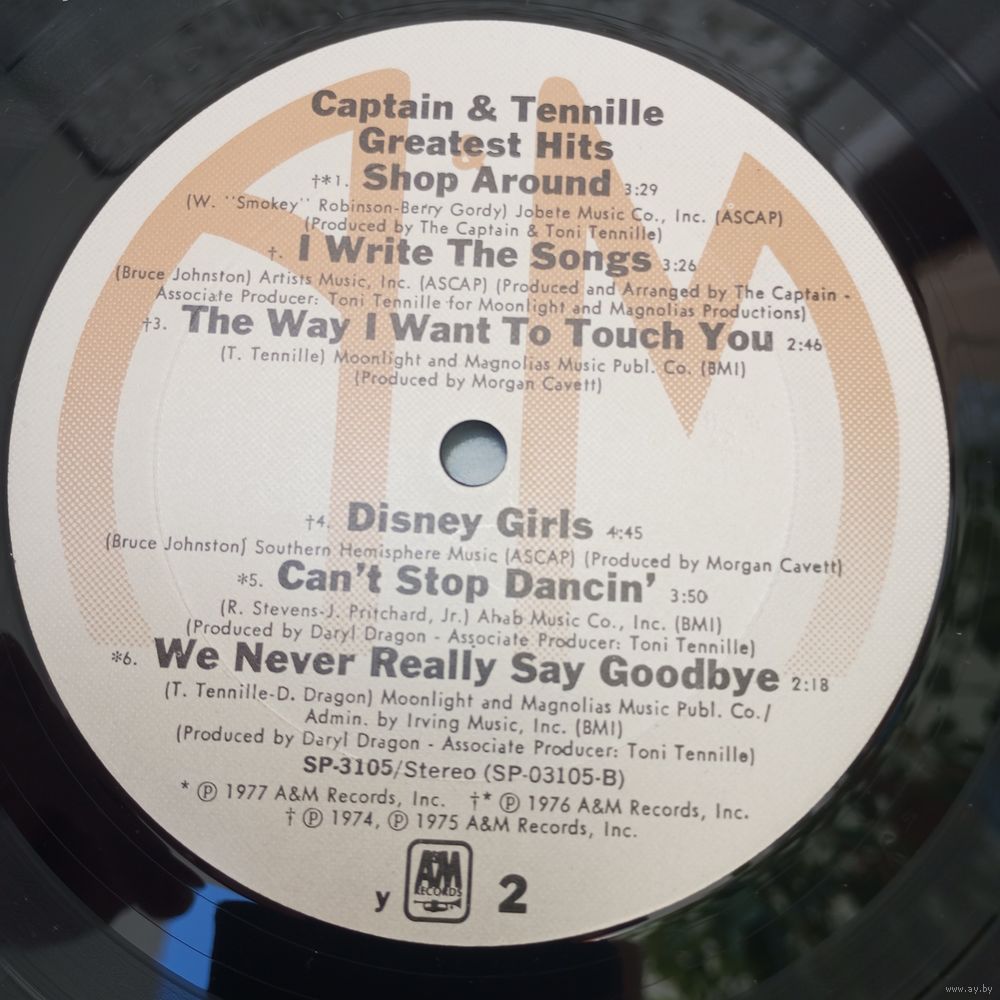 Captain & Tennille
Greatest Hits
†*1. Shop Around 3:29
(W. "Smokey" Robinson-Berry Gordy) Jobete Music Co., Inc. (ASCAP)
(Produced by The Captain & Toni Tennille)
†. I Write The Songs 3:26
(Bruce Johnston) Artists Music, Inc. (ASCAP) (Produced and Arranged by The Captain -
Associate Producer: Toni Tennille for Moonlight and Magnolias Productions)
†3. The Way I Want To Touch You 2:46
(T. Tennille) Moonlight and Magnolias Music Publ. Co. (BMI)
(Produced by Morgan Cavett)
†4. Disney Girls 4:45
(Bruce Johnston) Southern Hemisphere Music (ASCAP) (Produced by Morgan Cavett)
*5. Can't Stop Dancin' 3:50
(R. Stevens-J. Pritchard, Jr.) Ahab Music Co., Inc. (BMI)
(Produced by Daryl Dragon - Associate Producer: Toni Tennille)
*6. We Never Really Say Goodbye 2:18
(T. Tennille-D. Dragon) Moonlight and Magnolias Music Publ. Co./
Admin. by Irving Music, Inc. (BMI)
(Produced by Daryl Dragon - Associate Producer: Toni Tennille)
SP-3105/Stereo (SP-03105-B)
* ℗ 1977 A&M Records, Inc. †* ℗ 1976 A&M Records, Inc.
† ℗ 1974, ℗ 1975 A&M Records, Inc.
y A&M RECORDS 2
www.ay.by